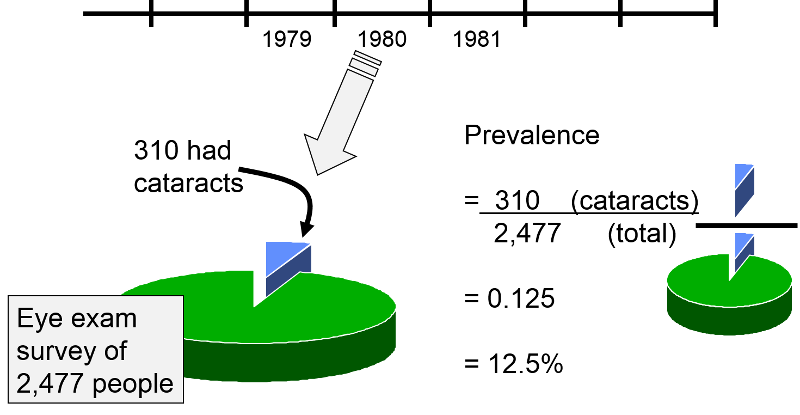 1979 1980 1981
310 had
cataracts
Eye exam
survey of
2,477 people
Prevalence
= 310 (cataracts)
2,477 (total)
= 0.125
= 12.5%